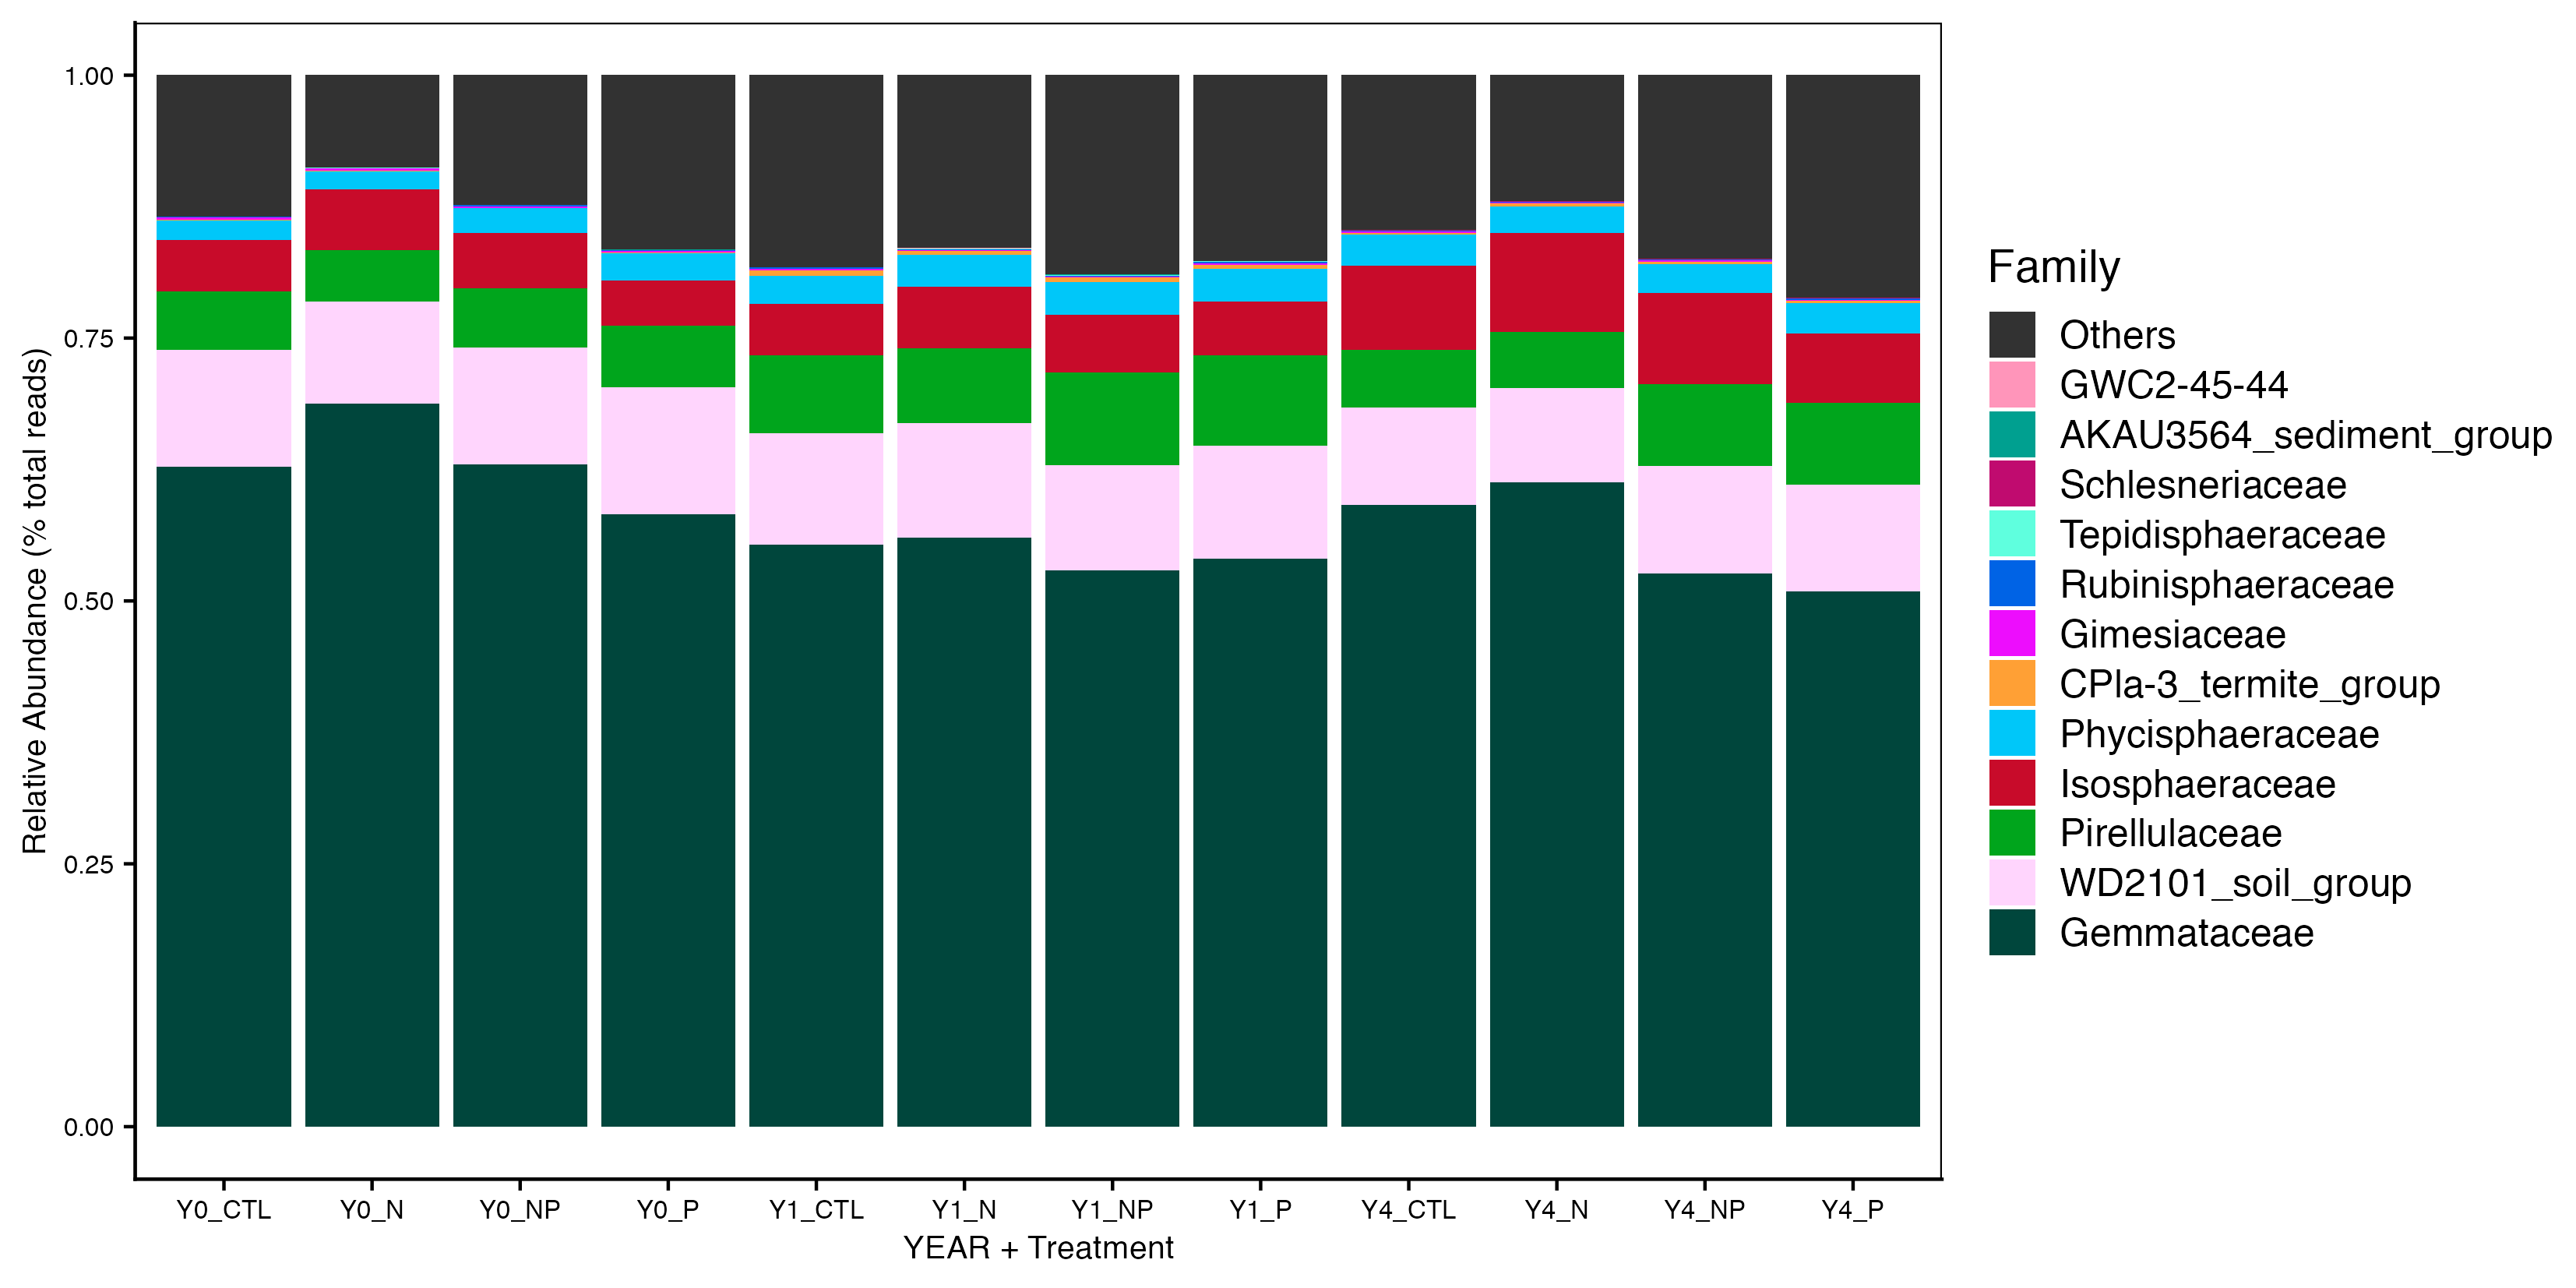 Relative Abundance (% total reads)
1.00
0.75
0.50
0.25
0.00
Y0_CTL
Y0_N
Y0_NP
Y0_P
Y1_CTL
Y1_N
Y1_NP
Y1_P
Y4_CTL
Y4_N
Y4_NP
Y4_P
YEAR + Treatment
Family
Others
GWC2-45-44
AKAU3564_sediment_group
Schlesneriaceae
Tepidisphaeraceae
Rubinisphaeraceae
Gimesiaceae
CPla-3_termite_group
Phycisphaeraceae
Isosphaeraceae
Pirellulaceae
WD2101_soil_group
Gemmataceae